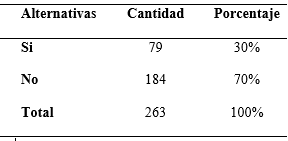 Alternativas Cantidad Porcentaje
Si 79 30%
No 184 70%
Total 263 100%